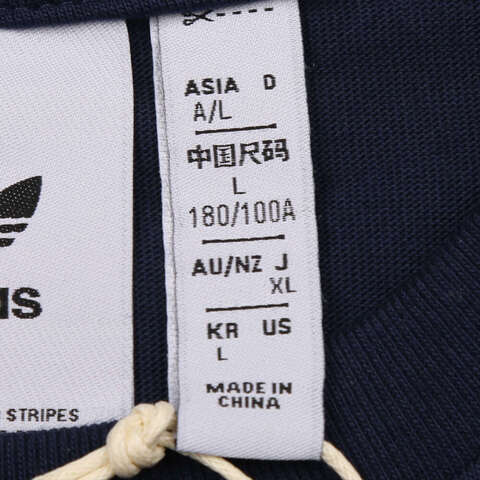 ASIA D
A/L
中国尺码
L
180/100A
AU/NZ J
XL
KR US
L
MADE IN
CHINA
STRIPES